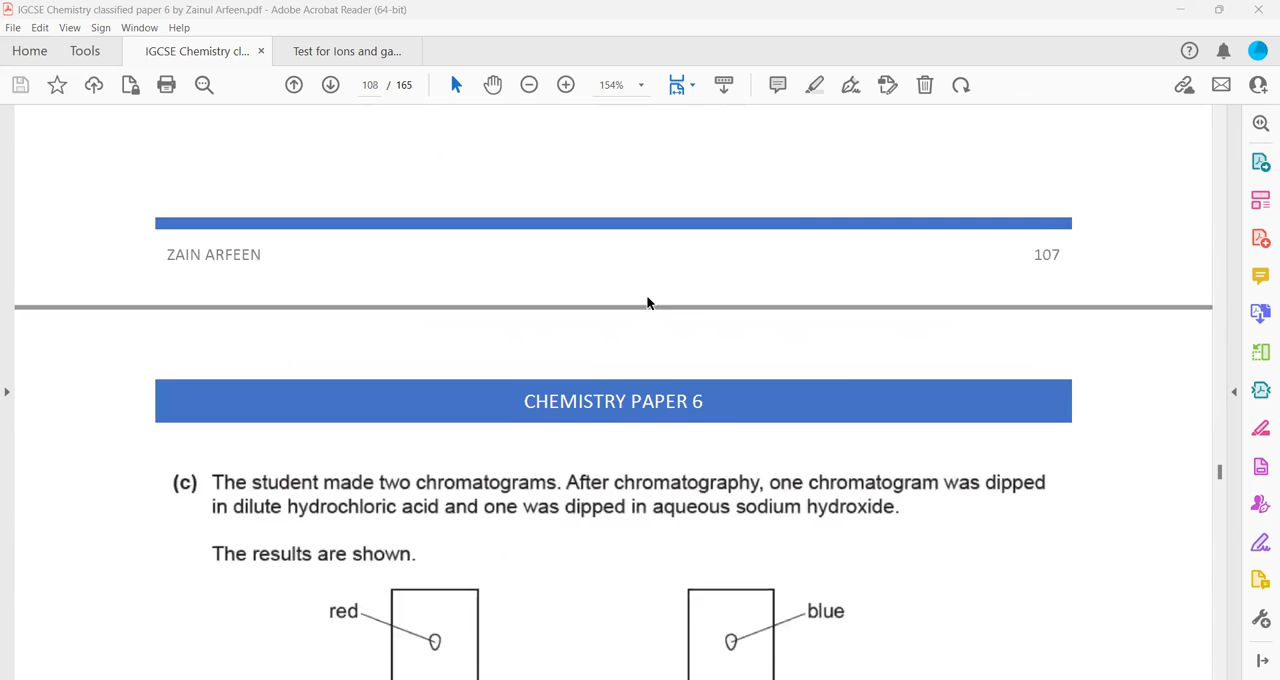 IGCSE Chemistry classified paper 6 by Zainul Arfeen.pdf - Adobe Acrobat Reader (64-bit)
File Edit View Sign Window Help
Home Tools IGCSE Chemistry cl... × Test for Ions and ga...
108 / 165 154%
ZAIN ARFEEN 107
CHEMISTRY PAPER 6
(c) The student made two chromatograms. After chromatography, one chromatogram was dipped
in dilute hydrochloric acid and one was dipped in aqueous sodium hydroxide.
The results are shown.
red blue